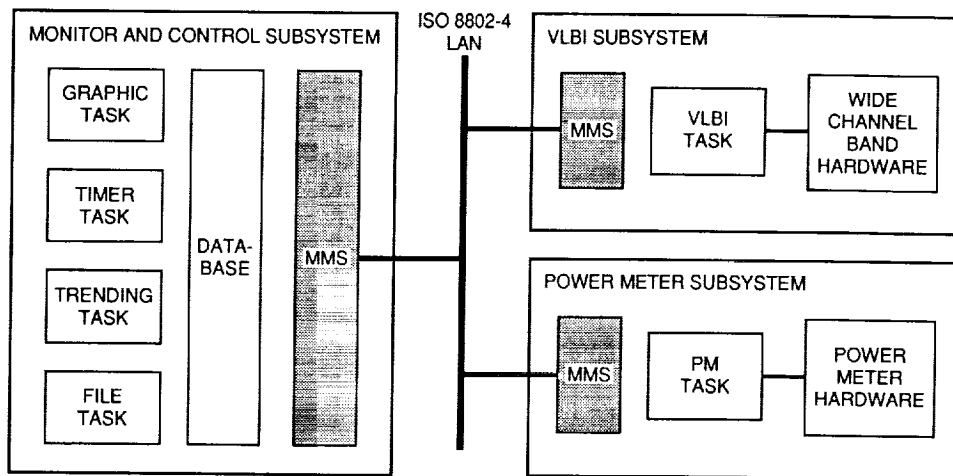 MONITOR AND CONTROL SUBSYSTEM
GRAPHIC
TASK
TIMER
TASK
TRENDING
TASK
FILE
TASK
DATA-
BASE
MMS
ISO 8802-4
LAN
VLBI SUBSYSTEM
MMS
VLBI
TASK
WIDE
CHANNEL
BAND
HARDWARE
POWER METER SUBSYSTEM
MMS
PM
TASK
POWER
METER
HARDWARE